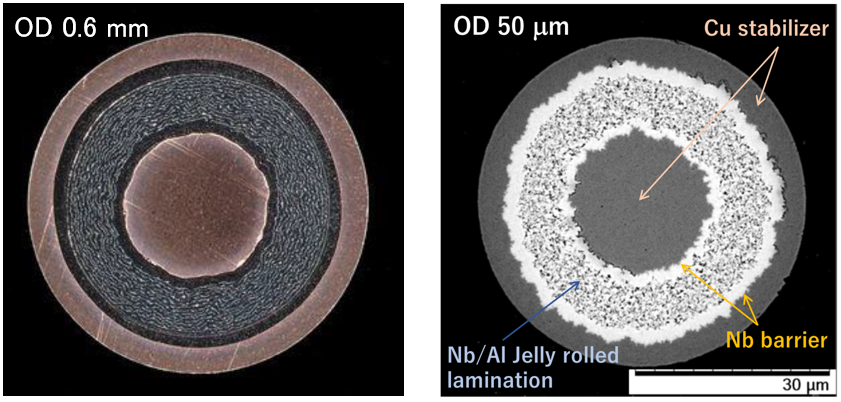 OD 0.6 mm
OD 50 μm
Cu stabilizer
Nb barrier
Nb/Al Jelly rolled
lamination
30 μm